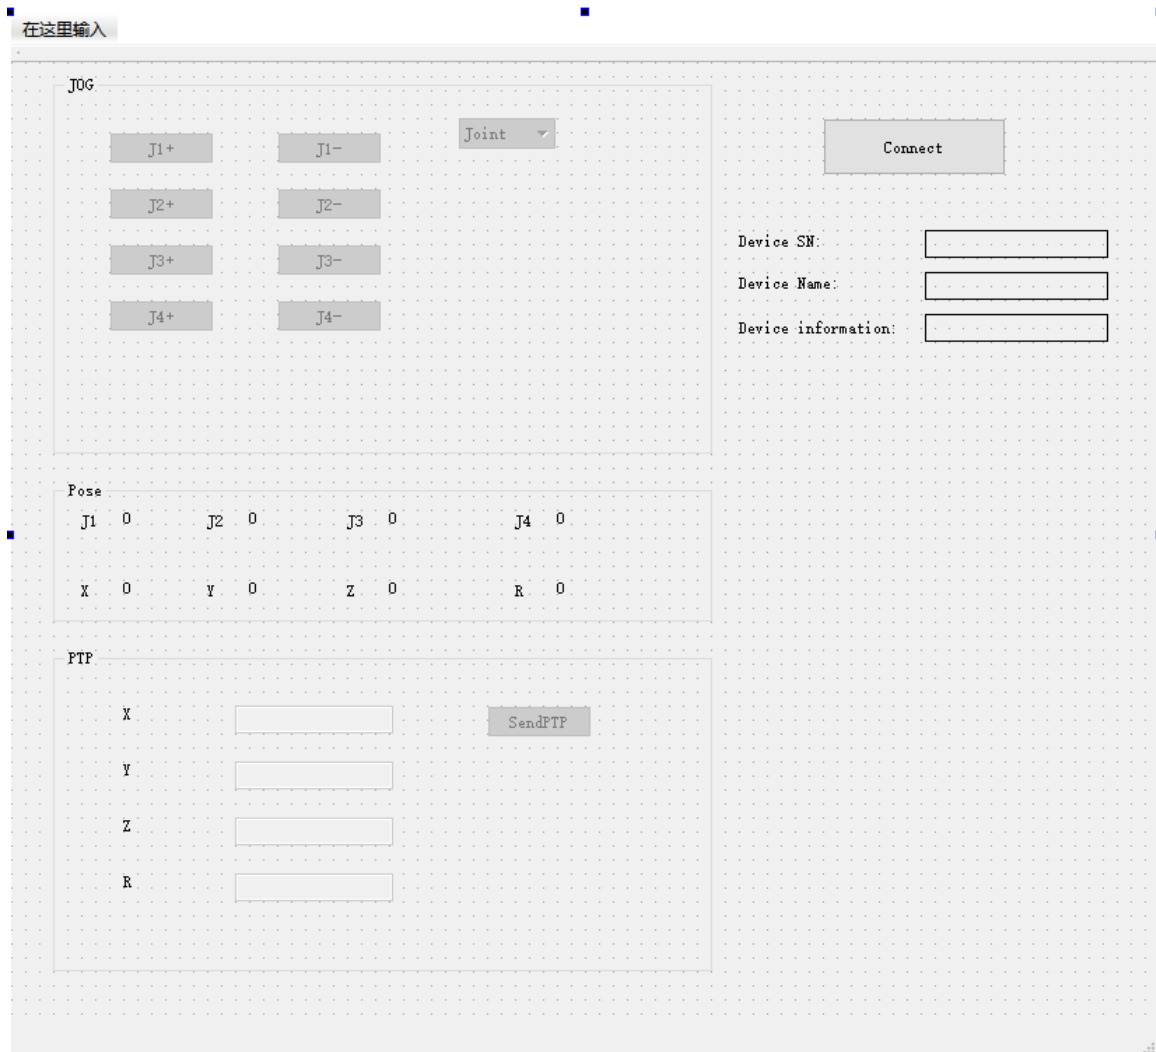 在这里输入
JOG
J1+ J1- Joint
Connect
J2+ J2-
Device SN:
J3+ J3-
Device Name:
J4+ J4-
Device information:
Pose
J1 0 J2 0 J3 0 J4 0
X 0 Y 0 Z 0 R 0
PTP
X SendPTP
Y
Z
R